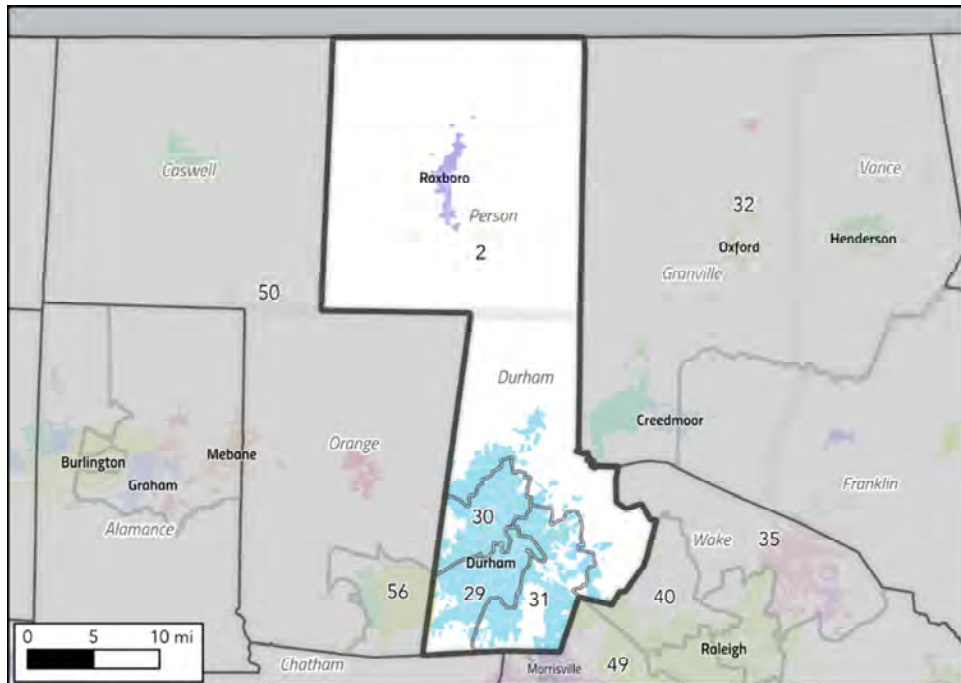 Caswell
Roxboro
Person
2
Vance
32
Oxford
Henderson
Granville
50
Durham
Creedmoor
Orange
Burlington
Mebane
Graham
Alamance
Franklin
30
Wake
35
Durham
56
29
31
40
0 5 10 mi
Chatham
Morrisville
49
Raleigh